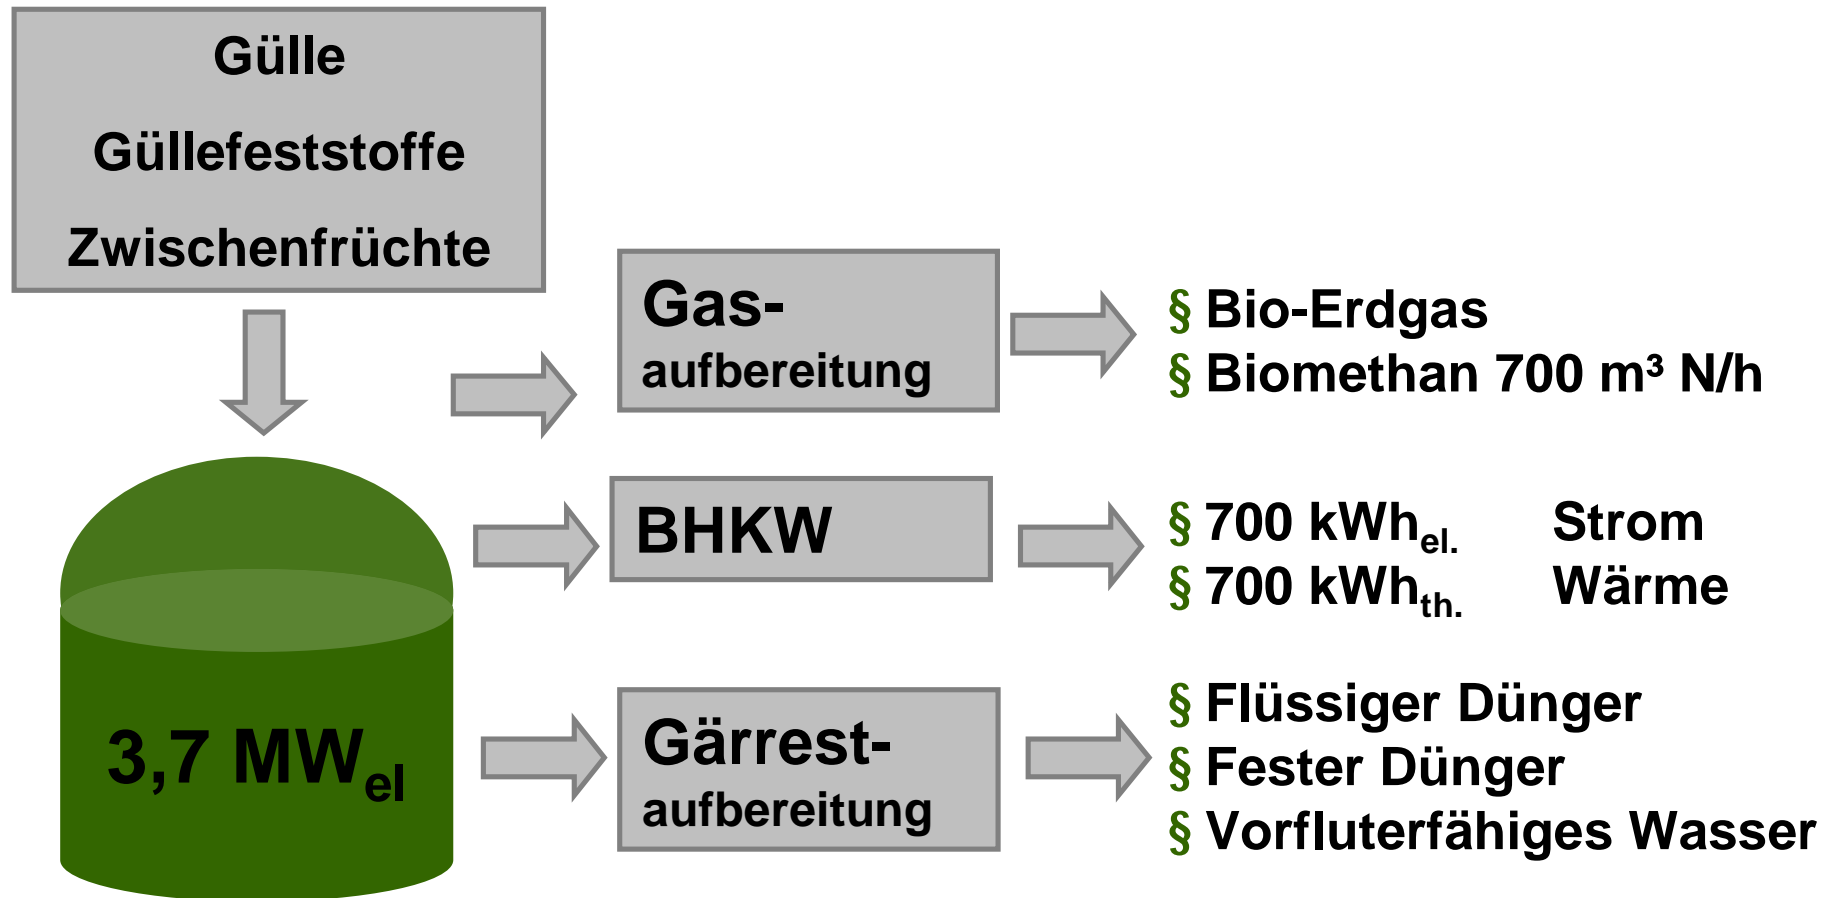 Gülle
Güllefeststoffe
Zwischenfrüchte
Gas-
aufbereitung
§ Bio-Erdgas
§ Biomethan 700 m³ N/h
BHKW
§ 700 kWhel. Strom
§ 700 kWhth. Wärme
3,7 MWel
Gärrest-
aufbereitung
§ Flüssiger Dünger
§ Fester Dünger
§ Vorfluterfähiges Wasser